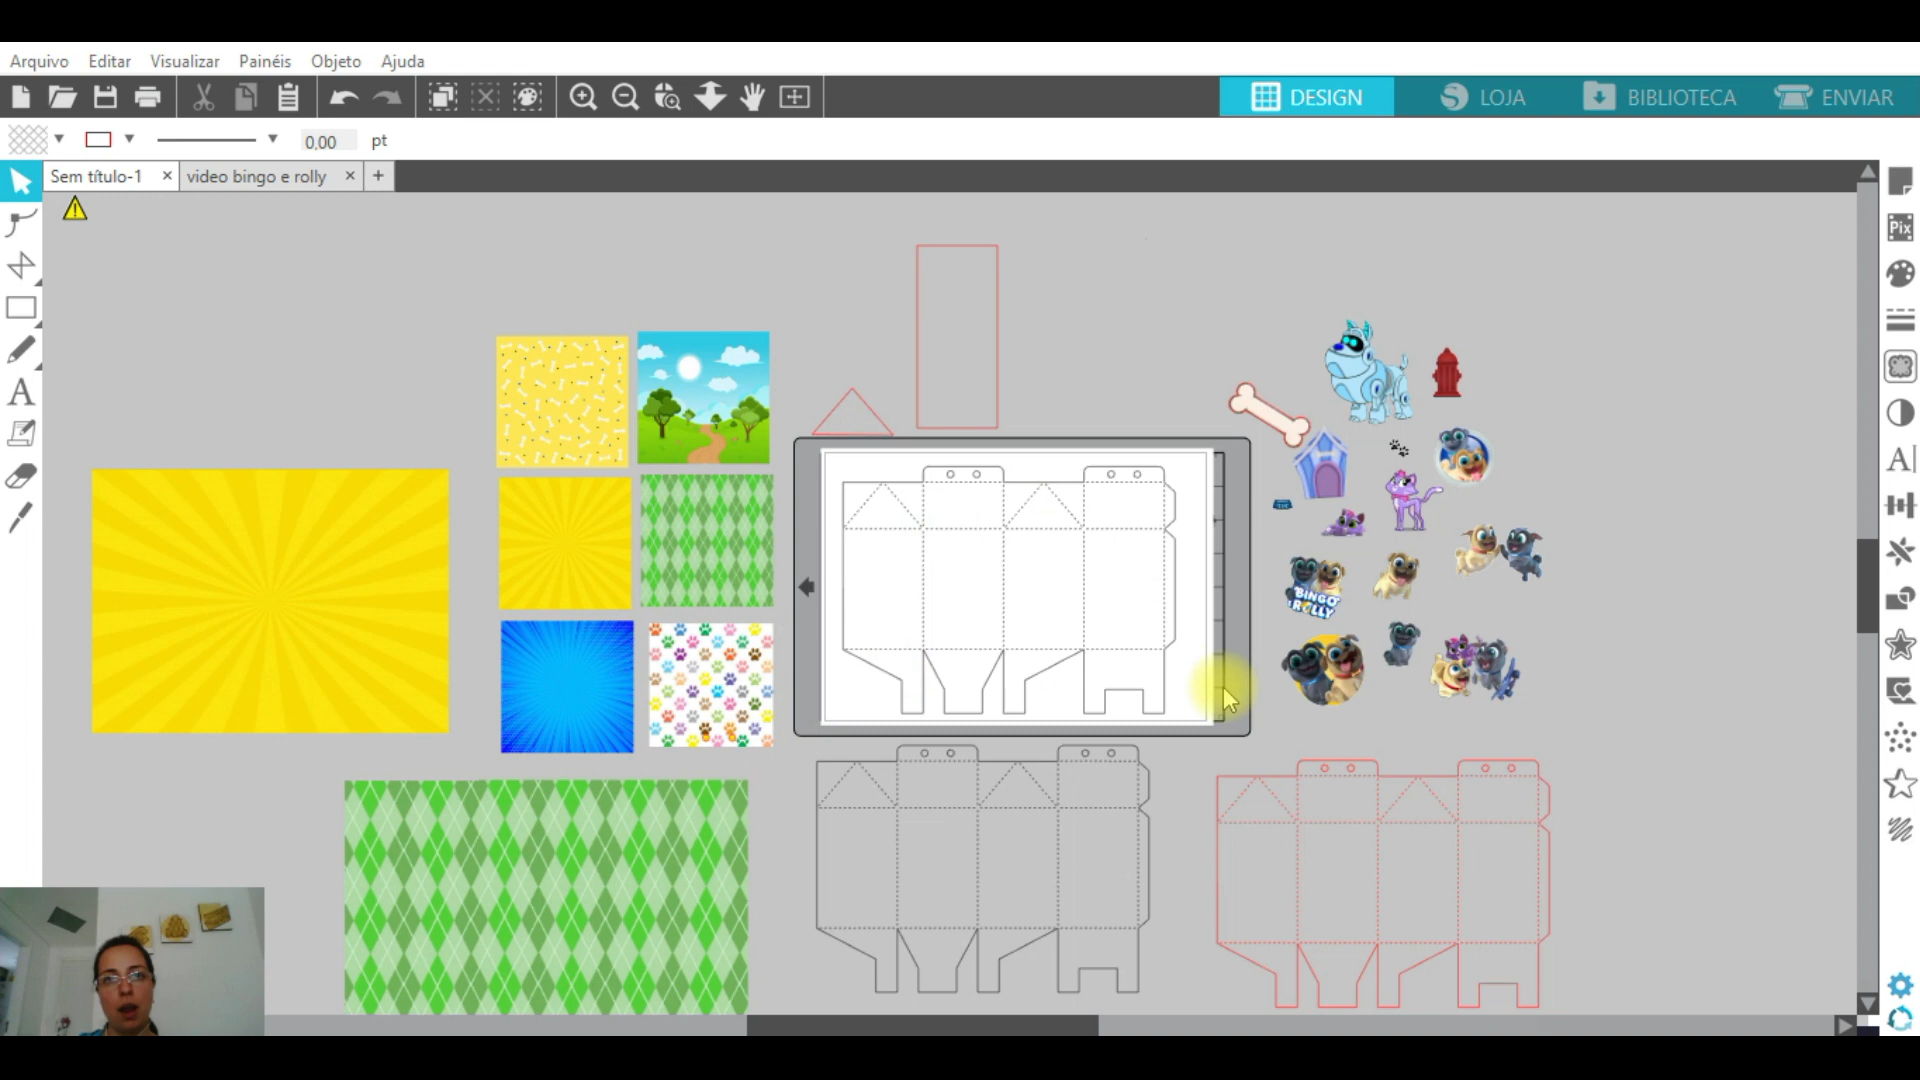 Arquivo Editar Visualizar Painéis Objeto Ajuda
DESIGN LOJA BIBLIOTECA ENVIAR
0,00 pt
Sem título-1 × video bingo e rolly × +
Pix
A
A
BINGO
ROLLY